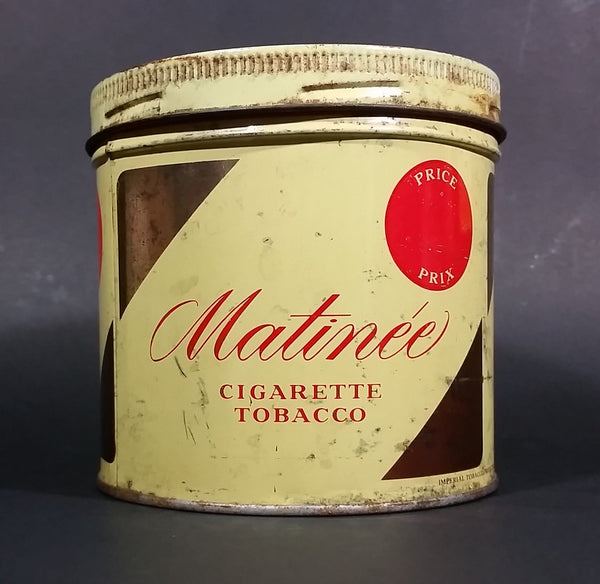 PRICE
PRIX
Matinée
CIGARETTE
TOBACCO
IMPERIAL TOBACCO